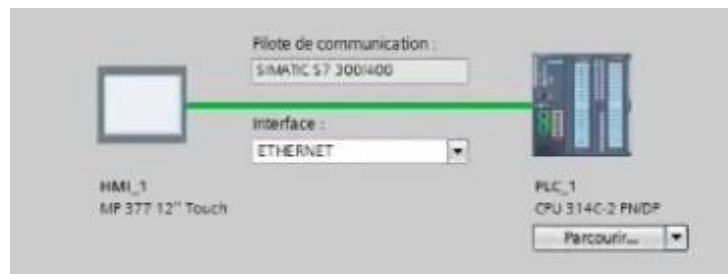 Pilote de communication :
SIMATIC S7 300/400
Interface :
ETHERNET
HMI_1
MP 377 12'' Touch
PLC_1
CPU 314C-2 PN/DP
Parcourir...